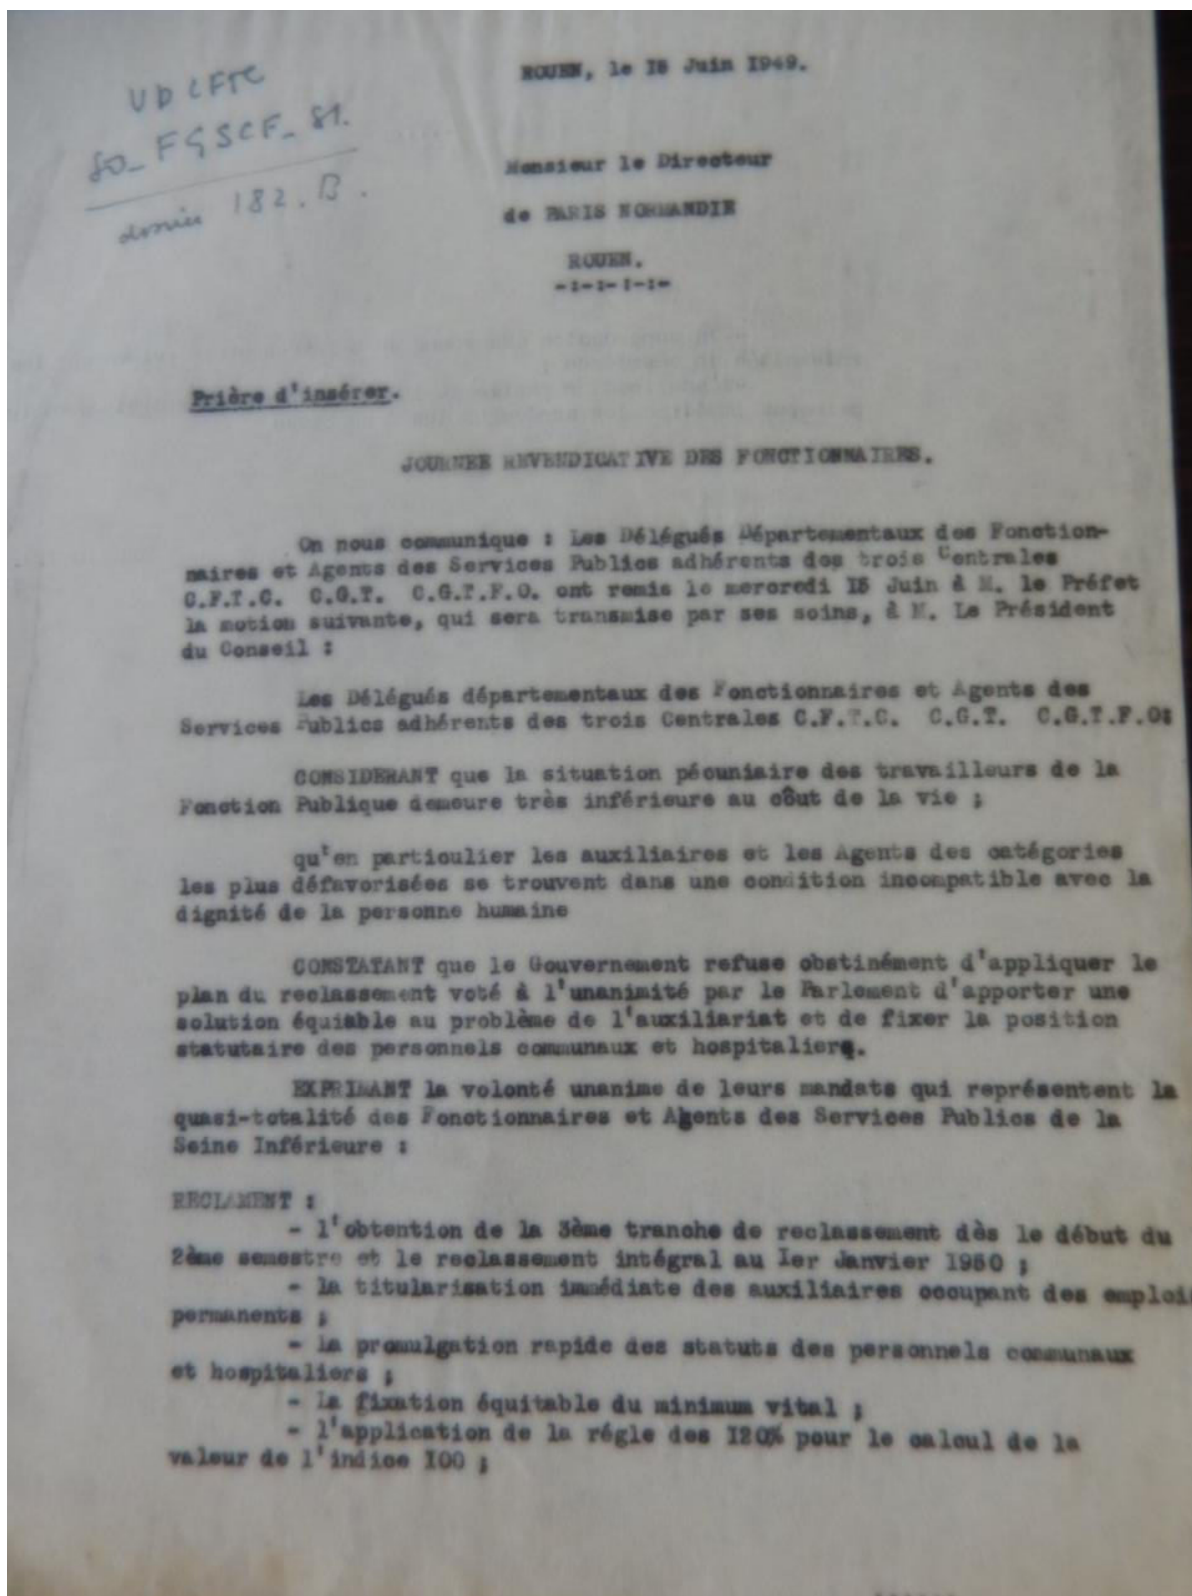 UD CFTC
80_FGSCF_81.
dossier 182.B.
ROUEN, le 15 Juin 1949.
Monsieur le Directeur
de PARIS NORMANDIE
ROUEN.
-:-:-:-:-
Prière d'insérer.
JOURNEE REVENDICATIVE DES FONCTIONNAIRES.
On nous communique : Les Délégués Départementaux des Fonction-
naires et Agents des Services Publics adhérents des trois Centrales
C.F.T.C. C.G.T. C.G.T.F.O. ont remis le mercredi 15 Juin à M. le Préfet
la motion suivante, qui sera transmise par ses soins, à M. Le Président
du Conseil :
Les Délégués départementaux des Fonctionnaires et Agents des
Services Publics adhérents des trois Centrales C.F.T.C. C.G.T. C.G.T.F.O:
CONSIDERANT que la situation pécuniaire des travailleurs de la
Fonction Publique demeure très inférieure au côut de la vie ;
qu'en particulier les auxiliaires et les Agents des catégories
les plus défavorisées se trouvent dans une condition incompatible avec la
dignité de la personne humaine
CONSTATANT que le Gouvernement refuse obstinément d'appliquer le
plan du reclassement voté à l'unanimité par le Parlement d'apporter une
solution équiable au problème de l'auxiliariat et de fixer la position
statutaire des personnels communaux et hospitaliers.
EXPRIMANT la volonté unanime de leurs mandats qui représentent la
quasi-totalité des Fonctionnaires et Agents des Services Publics de la
Seine Inférieure :
RECLAMENT :
- l'obtention de la 3ème tranche de reclassement dès le début du
2ème semestre et le reclassement intégral au Ier Janvier 1950 ;
- la titularisation immédiate des auxiliaires occupant des emplois
permanents ;
- la promulgation rapide des statuts des personnels communaux
et hospitaliers ;
- la fixation équitable du minimum vital ;
- l'application de la régle des I20% pour le calcul de la
valeur de l'indice I00 ;